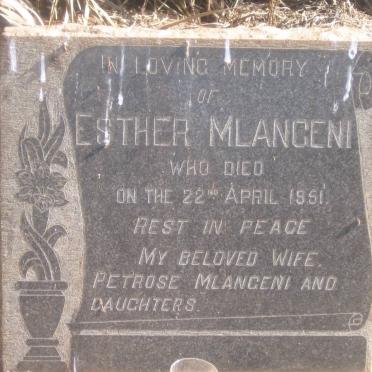 IN LOVING MEMORY
OF
ESTHER MLANGENI
WHO DIED
ON THE 22ND APRIL 1951.
REST IN PEACE
MY BELOVED WIFE.
PETROSE MLANGENI AND
DAUGHTERS.